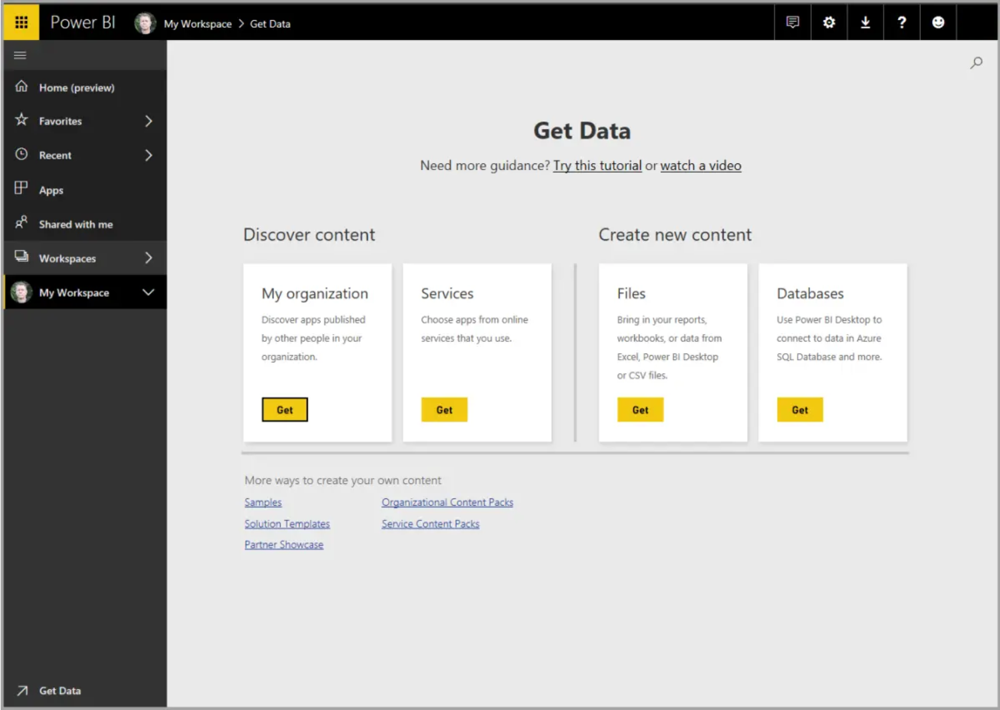 Power BI
My Workspace > Get Data
Home (preview)
Favorites
Recent
Apps
Shared with me
Workspaces
My Workspace
Get Data
Get Data
Need more guidance? Try this tutorial or watch a video
Discover content
My organization
Discover apps published
by other people in your
organization.
Get
Services
Choose apps from online
services that you use.
Get
Create new content
Files
Bring in your reports,
workbooks, or data from
Excel, Power BI Desktop
or CSV files.
Get
Databases
Use Power BI Desktop to
connect to data in Azure
SQL Database and more.
Get
More ways to create your own content
Samples
Solution Templates
Partner Showcase
Organizational Content Packs
Service Content Packs